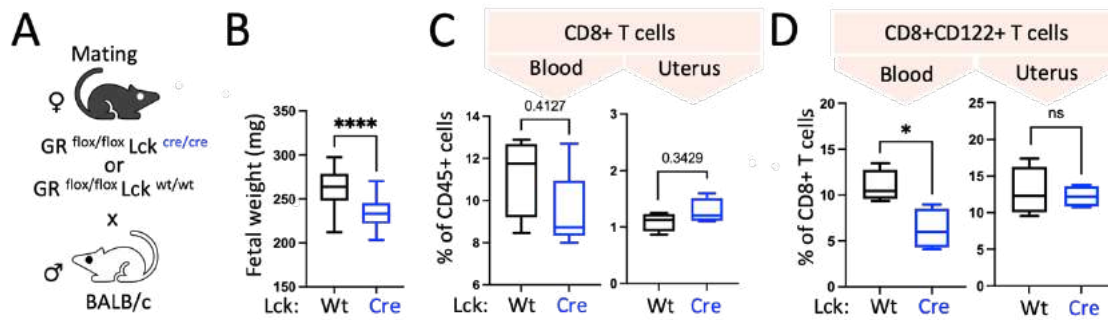 A
Mating
♀
GR flox/flox Lck cre/cre
or
GR flox/flox Lck wt/wt
x
♂
BALB/c
B
Fetal weight (mg)
350
300
250
200
150
****
Lck: Wt Cre
C
CD8+ T cells
Blood Uterus
% of CD45+ cells
14
12
10
8
6
0.4127
3
2
1
0
0.3429
Lck: Wt Cre Wt Cre
D
CD8+CD122+ T cells
Blood Uterus
% of CD8+ T cells
20
15
10
5
0
*
25
20
15
10
5
0
ns
Lck: Wt Cre Wt Cre